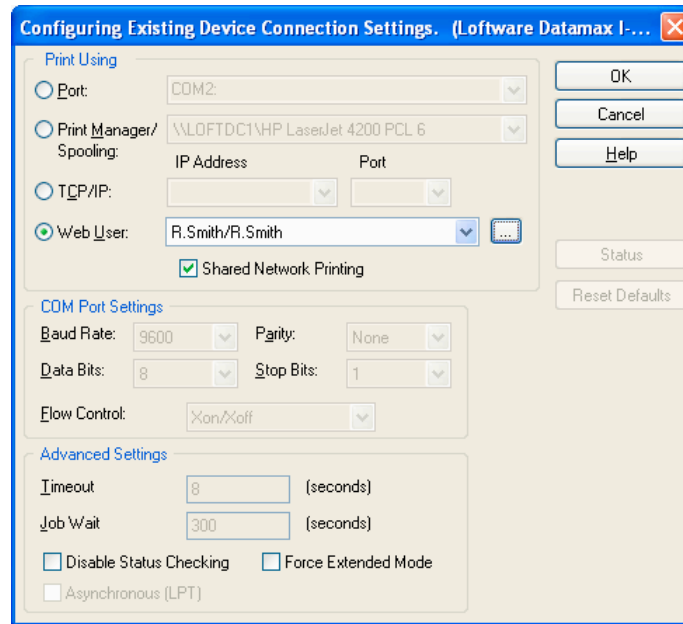 Configuring Existing Device Connection Settings. (Loftware Datamax I-...
Print Using
Port:
COM2:
OK
Print Manager/
Spooling:
\\LOFTDC1\HP LaserJet 4200 PCL 6
Cancel
IP Address
Port
Help
TCP/IP:
Web User:
R.Smith/R.Smith
...
Shared Network Printing
Status
Reset Defaults
COM Port Settings
Baud Rate:
9600
Parity:
None
Data Bits:
8
Stop Bits:
1
Flow Control:
Xon/Xoff
Advanced Settings
Timeout
8
(seconds)
Job Wait
300
(seconds)
Disable Status Checking
Force Extended Mode
Asynchronous (LPT)